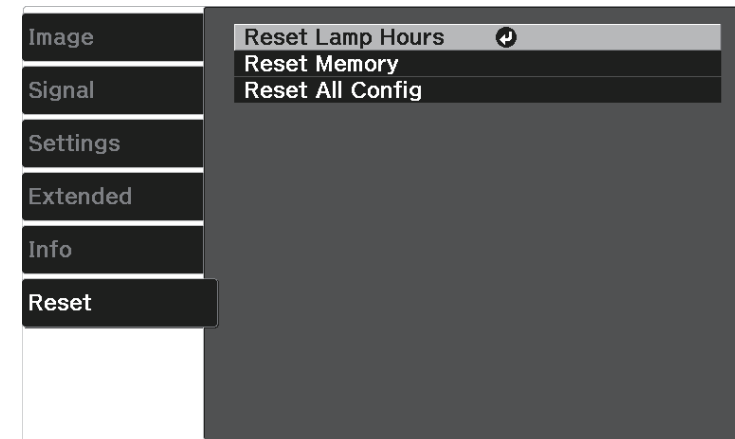 Image
Signal
Settings
Extended
Info
Reset
Reset Lamp Hours
Reset Memory
Reset All Config